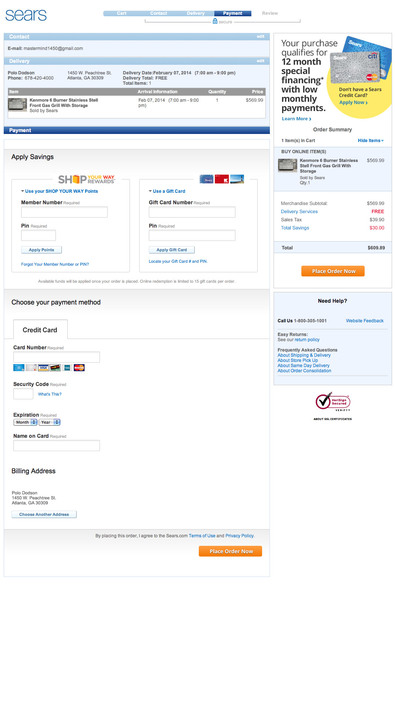 sears
Cart
Contact
Delivery
Payment
Review
SECURE
Contact
edit
E-mail: mastermind1450@gmail.com
Delivery
edit
Polo Dodson
Phone: 678-420-4000
1450 W. Peachtree St.
Atlanta, GA 30309
Delivery Date:February 07, 2014 (7:00 am - 9:00 pm)
Delivery Total: FREE
Total Items: 1
Item
Arrival Information
Quantity
Price
Kenmore 6 Burner Stainless Stell
Front Gas Grill With Storage
Sold by Sears
Feb.07, 2014 (7:00 am - 9:00
pm)
1
$569.99
Payment
Apply Savings
SHOP YOUR WAY
REWARDS
Use your SHOP YOUR WAY Points
Member Number Required
Pin Required
Apply Points
Forgot Your Member Number or PIN?
Use a Gift Card
Gift Card Number Required
Pin Required
Apply Gift Card
Locate your Gift Card # and PIN
Available funds will be applied once your order is placed. Online redemption is limited to 15 gift cards per order.
Choose your payment method
Credit Card
Card Number Required
Security Code Required
What's This?
Expiration Required
Month
Year
Name on Card Required
Billing Address
Polo Dodson
1450 W. Peachtree St.
Atlanta, GA 30309
Choose Another Address
By placing this order, I agree to the Sears.com Terms of Use and Privacy Policy.
Place Order Now
Your purchase
qualifies for
12 month
special
financing*
with low
monthly
payments.
Learn More
Sears
citi
Don't have a Sears
Credit Card?
Apply Now
Order Summary
1 item(s) in Cart
Hide Items
BUY ONLINE ITEM(S)
Kenmore 6 Burner Stainless
Stell Front Gas Grill With
Storage
Sold by Sears
Qty.1
$569.99
Merchandise Subtotal
$569.99
Delivery Services
FREE
Sales Tax
$39.00
Total Savings
$30.00
Total
Place Order Now
Need Help?
Call Us 1-800-305-1001
Website Feedback
Easy Returns:
See our return policy
Frequently Asked Questions
About Shipping & Delivery
About Store Pick Up
About Same Day Delivery
About Order Consolidation
VeriSign
Secured
VERIFY
ABOUT SSL CERTIFICATES